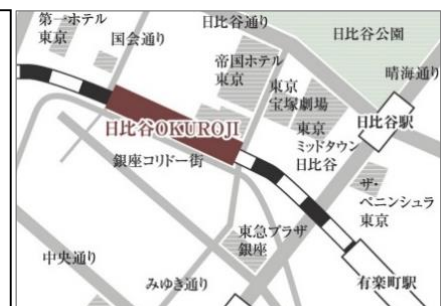 第一ホテル
東京
国会通り
日比谷通り
日比谷公園
帝国ホテル
東京
晴海通り
東京
宝塚劇場
日比谷OKUROJI
日比谷駅
東京
ミッドタウン
日比谷
銀座コリドー街
ザ・
ペニンシュラ
東京
東急プラザ
銀座
中央通り
みゆき通り
有楽町駅